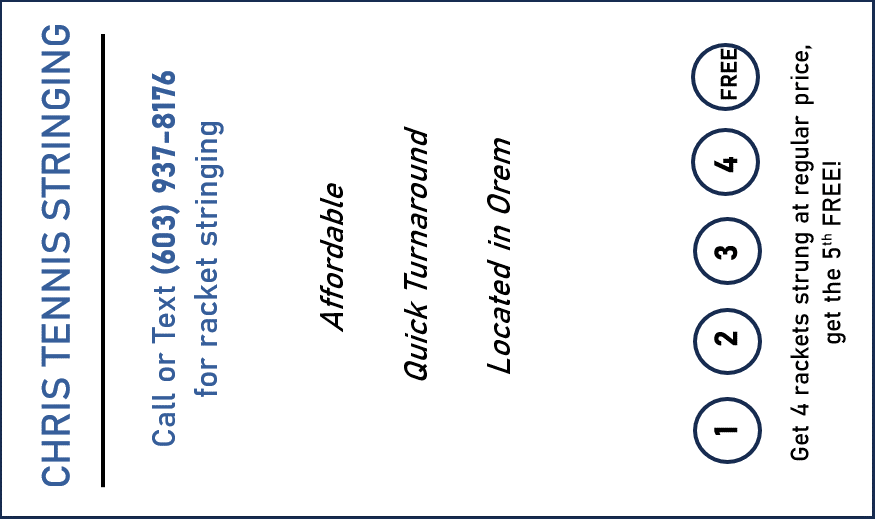 CHRIS TENNIS STRINGING
Call or Text (603) 937-8176
for racket stringing
Affordable
Quick Turnaround
Located in Orem
1 2 3 4 FREE
Get 4 rackets strung at regular price,
get the 5th FREE!